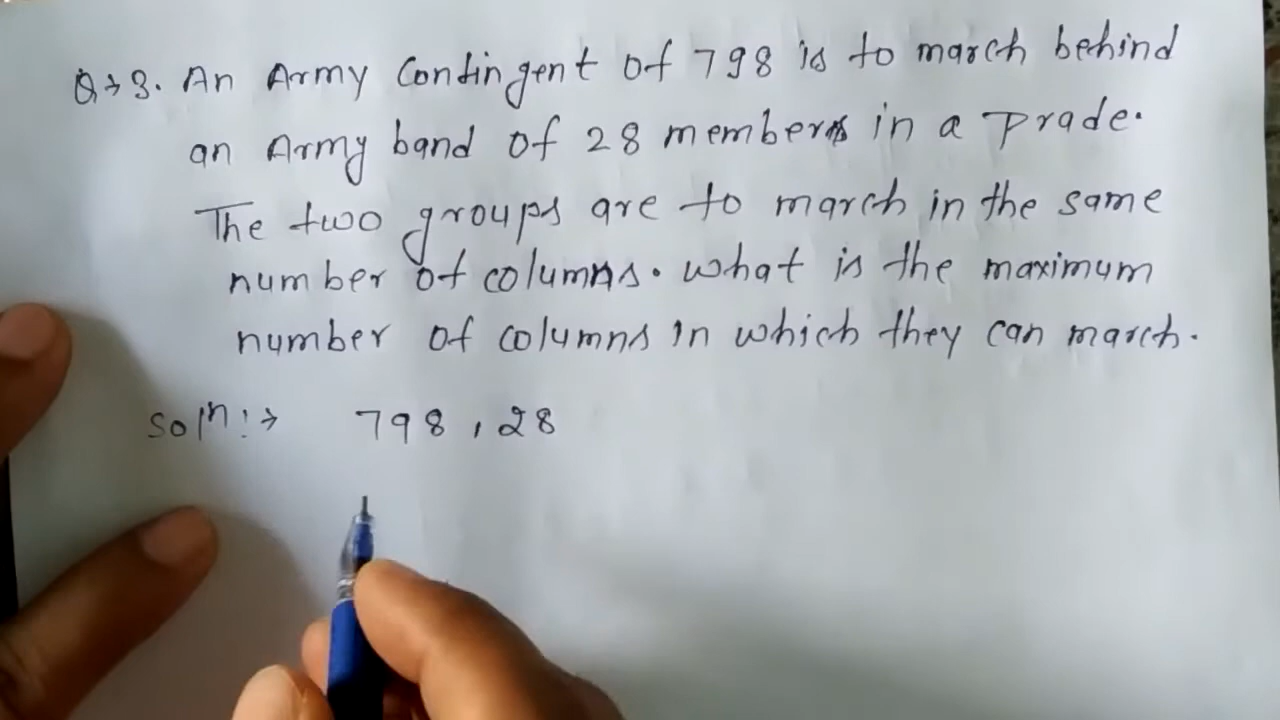 Q→3. An Army Contingent of 798 is to march behind
an Army band of 28 members in a Prade.
The two groups are to march in the same
number of columns. what is the maximum
number of columns in which they can march.
Soln:→ 798, 28